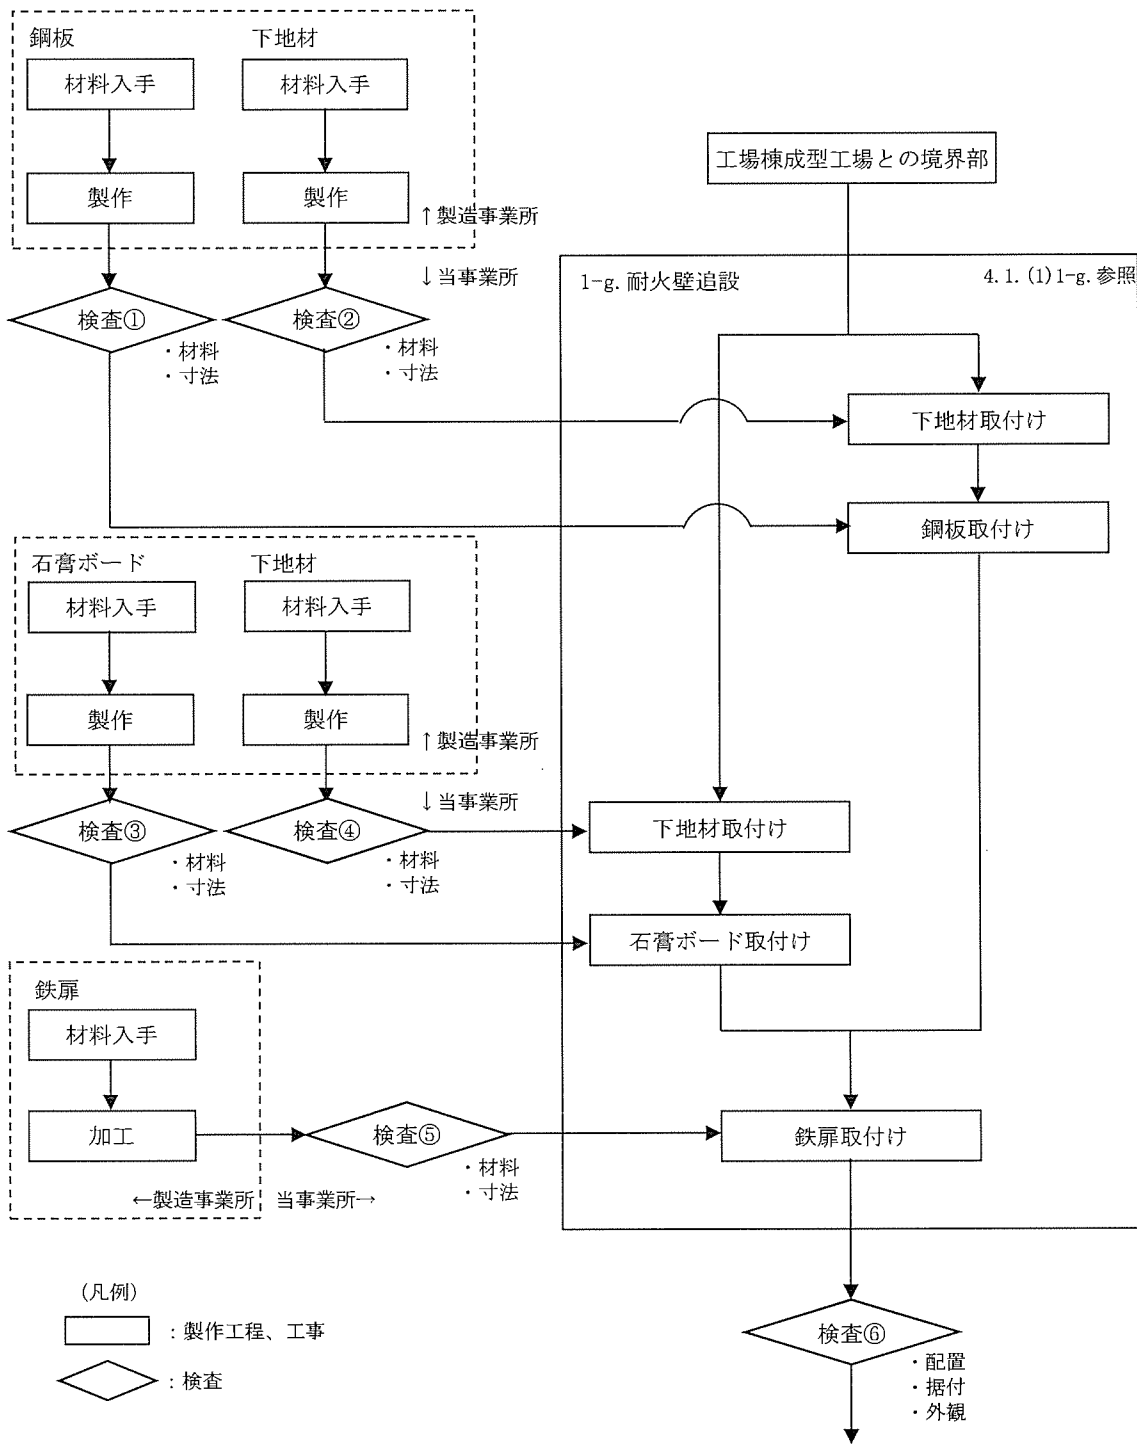 鋼板
下地材
材料入手
材料入手
製作
製作
↑製造事業所
↓当事業所
検査①
・材料
・寸法
検査②
・材料
・寸法
工場棟成型工場との境界部
1-g. 耐火壁追設
4.1.(1)1-g. 参照
下地材取付け
鋼板取付け
石膏ボード
下地材
材料入手
材料入手
製作
製作
↑製造事業所
↓当事業所
検査③
・材料
・寸法
検査④
・材料
・寸法
下地材取付け
石膏ボード取付け
鉄扉
材料入手
加工
←製造事業所 当事業所→
検査⑤
・材料
・寸法
鉄扉取付け
検査⑥
・配置
・据付
・外観
(凡例)
：製作工程、工事
：検査